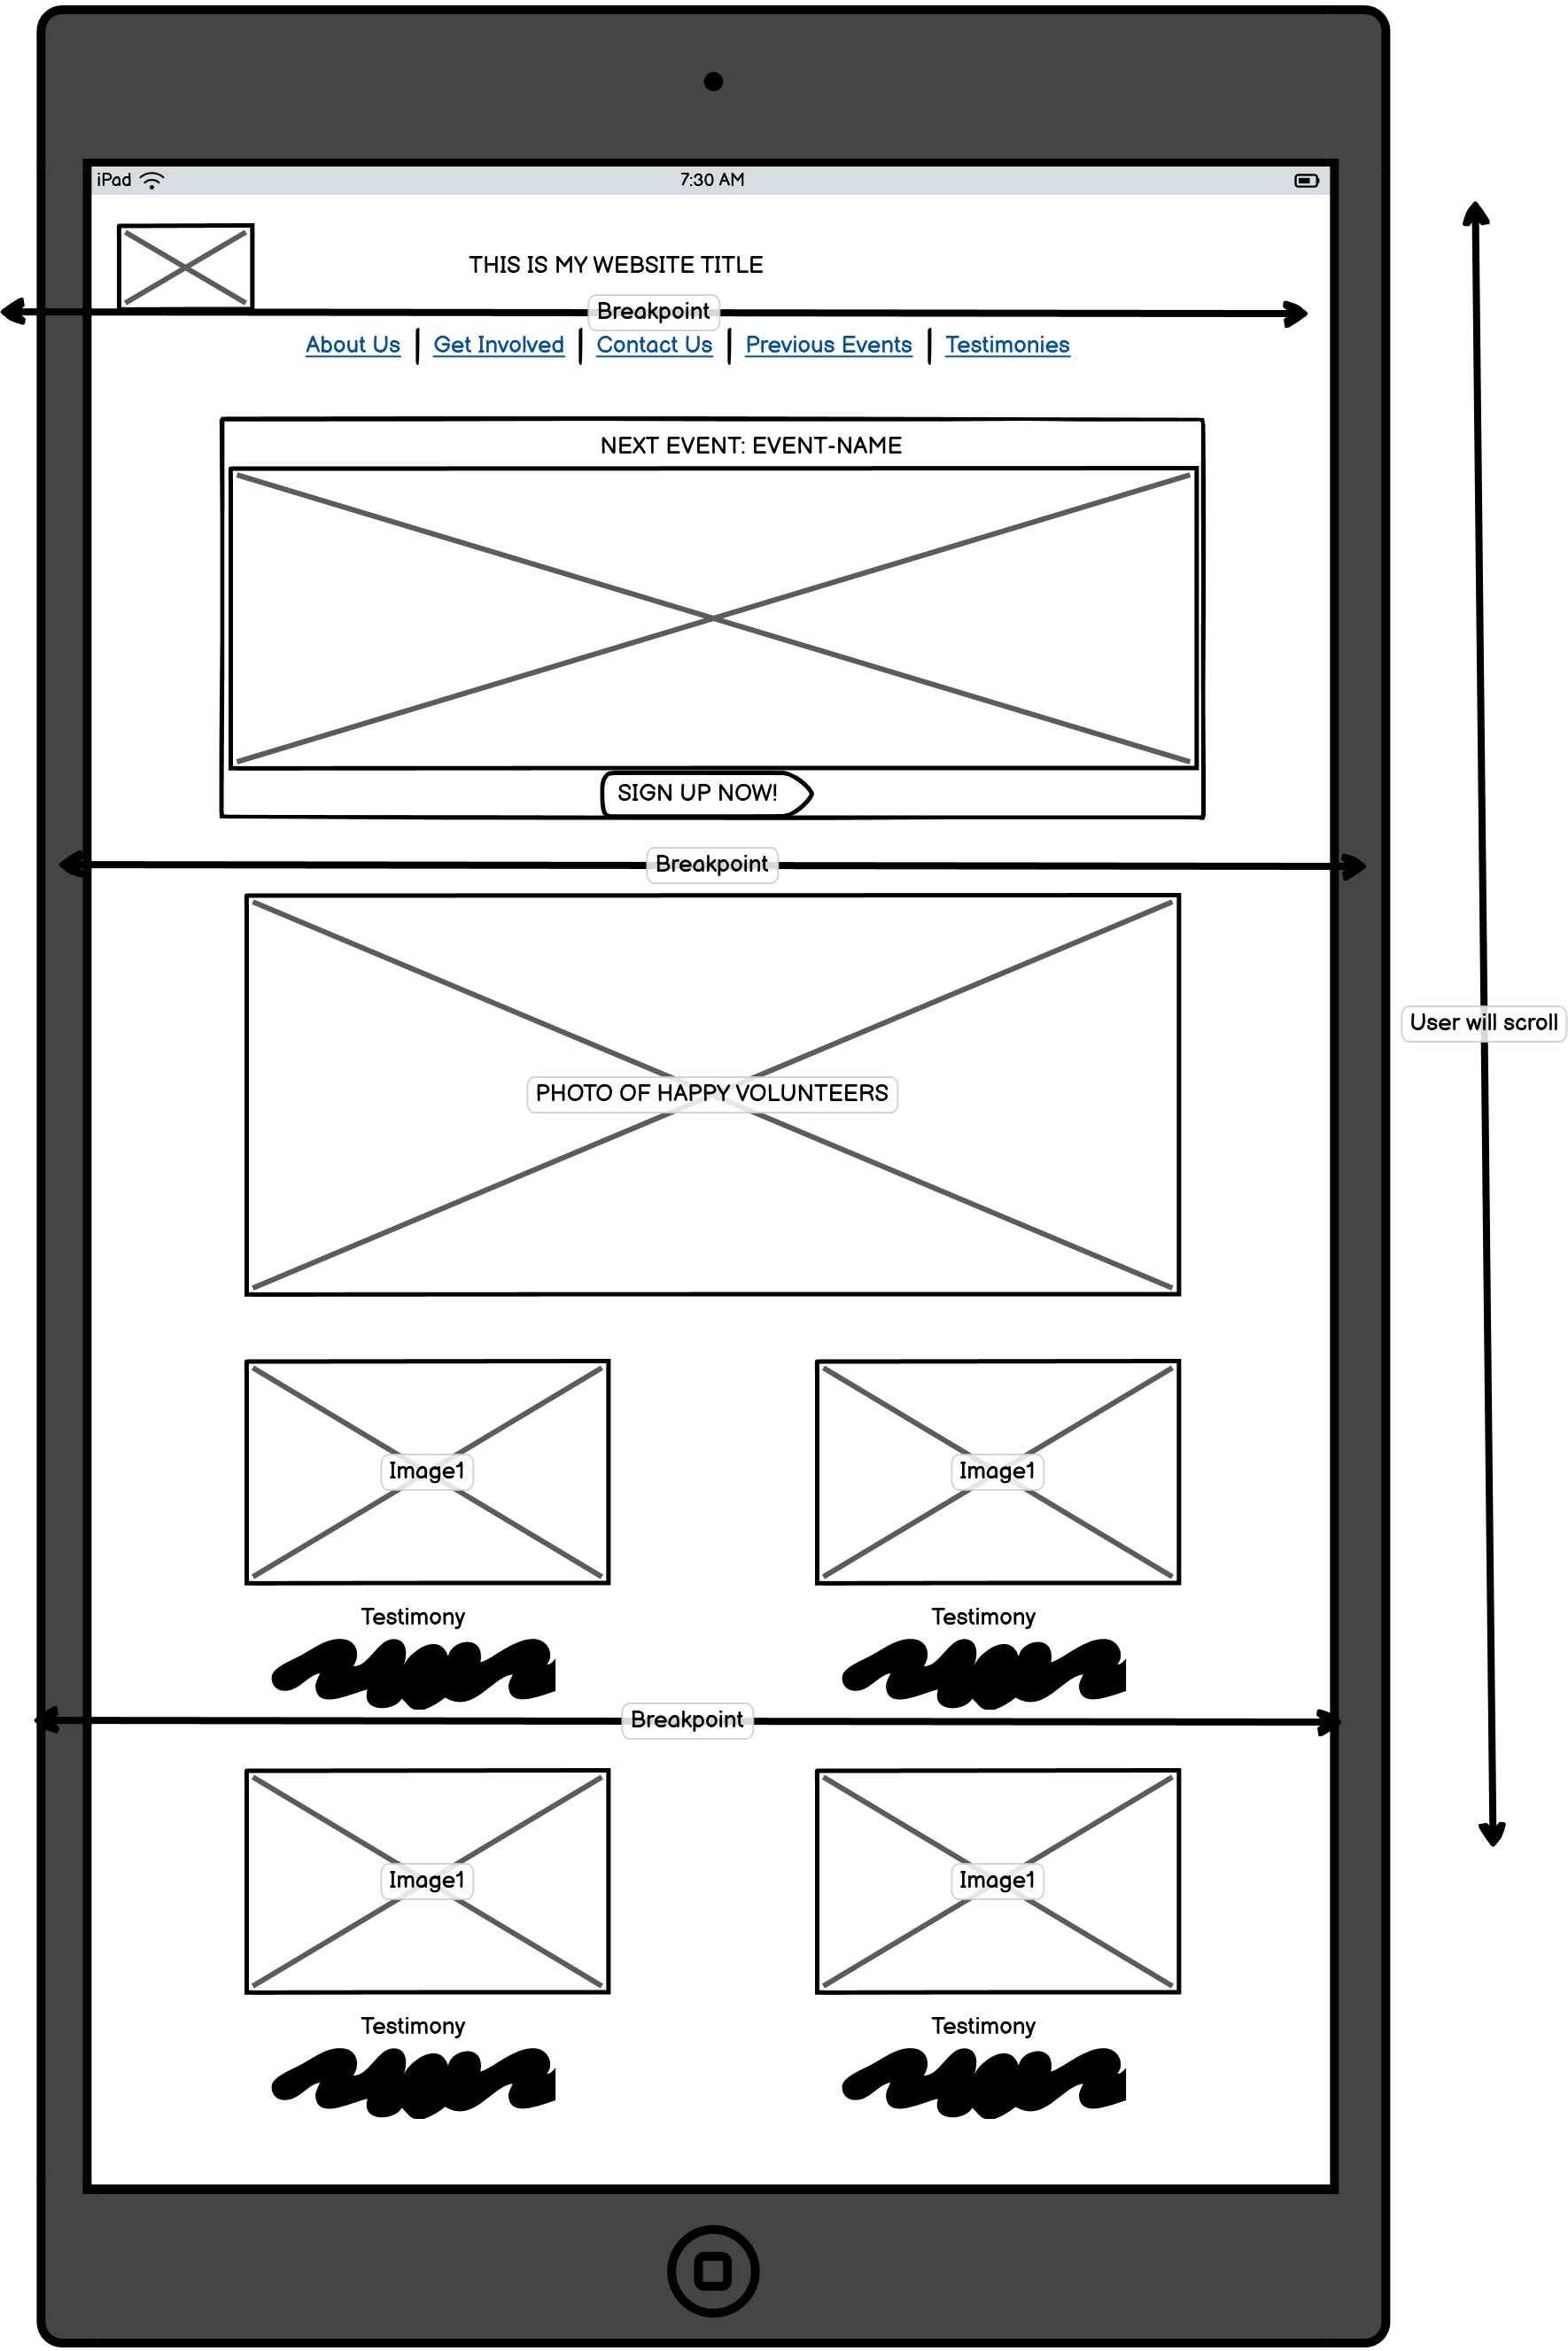 iPad 7:30 AM
THIS IS MY WEBSITE TITLE
Breakpoint
About Us Get Involved Contact Us Previous Events Testimonies
NEXT EVENT: EVENT-NAME
SIGN UP NOW!
Breakpoint
User will scroll
PHOTO OF HAPPY VOLUNTEERS
Image1 Image1
Testimony Testimony
Breakpoint
Image1 Image1
Testimony Testimony